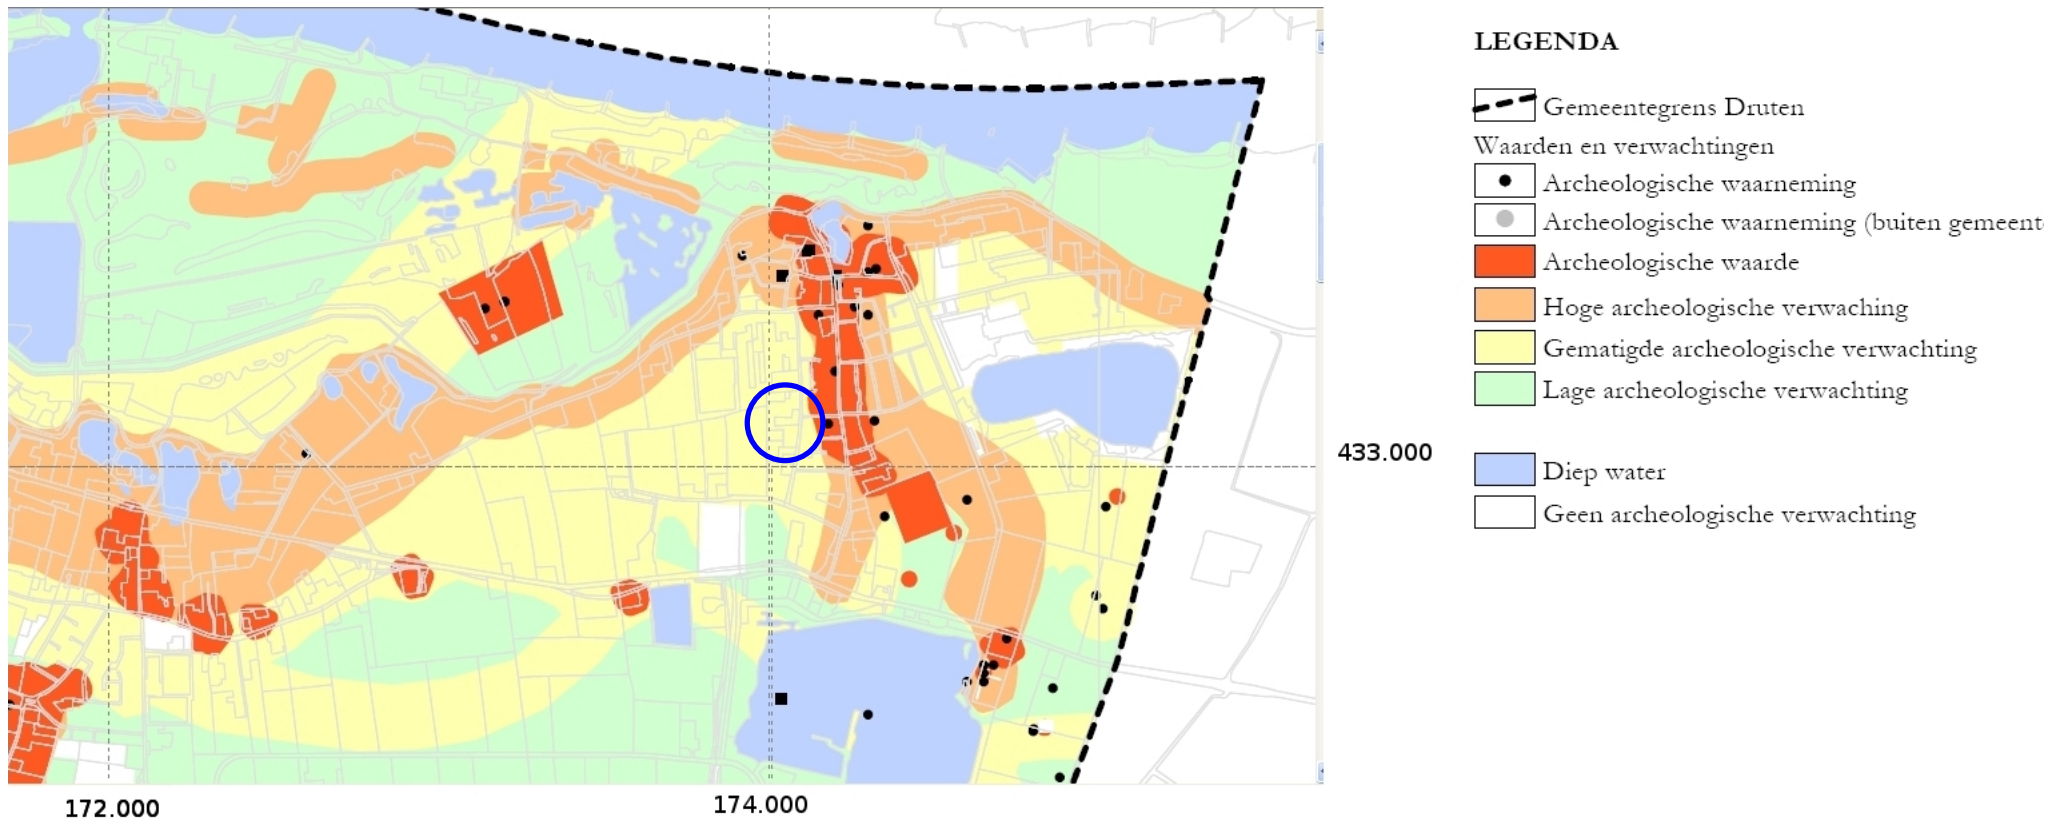 LEGENDA
Gemeentegrens Druten
Waarden en verwachtingen
Archeologische waarneming
Archeologische waarneming (buiten gemeent
Archeologische waarde
Hoge archeologische verwaching
Gematigde archeologische verwachting
Lage archeologische verwachting
433.000
Diep water
Geen archeologische verwachting
172.000
174.000